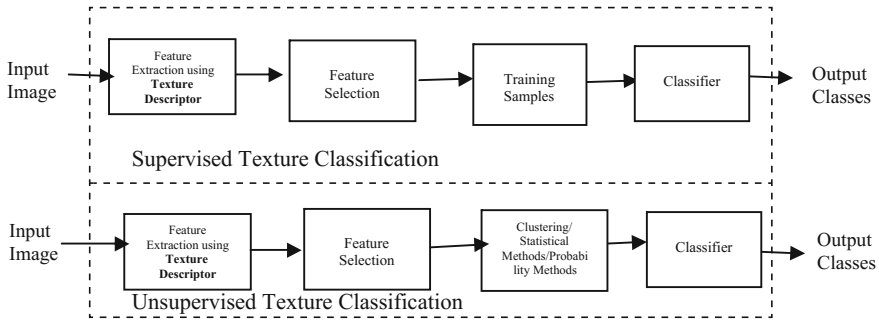 Input
Image
Feature
Extraction using
Texture
Descriptor
Feature
Selection
Training
Samples
Classifier
Output
Classes
Supervised Texture Classification
Input
Image
Feature
Extraction using
Texture
Descriptor
Feature
Selection
Clustering/
Statistical
Methods/Probabi
lity Methods
Classifier
Output
Classes
Unsupervised Texture Classification